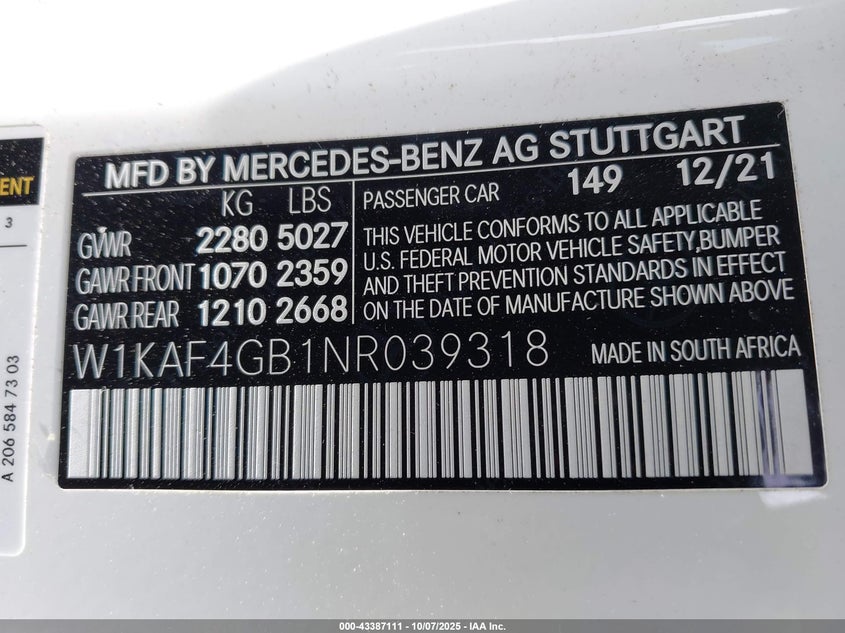 MFD BY MERCEDES-BENZ AG STUTTGART
KG LBS
GVWR 2280 5027
GAWR FRONT 1070 2359
GAWR REAR 1210 2668
PASSENGER CAR 149 12/21
THIS VEHICLE CONFORMS TO ALL APPLICABLE
U.S. FEDERAL MOTOR VEHICLE SAFETY,BUMPER
AND THEFT PREVENTION STANDARDS IN EFFECT
ON THE DATE OF MANUFACTURE SHOWN ABOVE
W1KAF4GB1NR039318 MADE IN SOUTH AFRICA
3
A 206 584 73 03
000-43387111 - 10/07/2025 - IAA Inc.